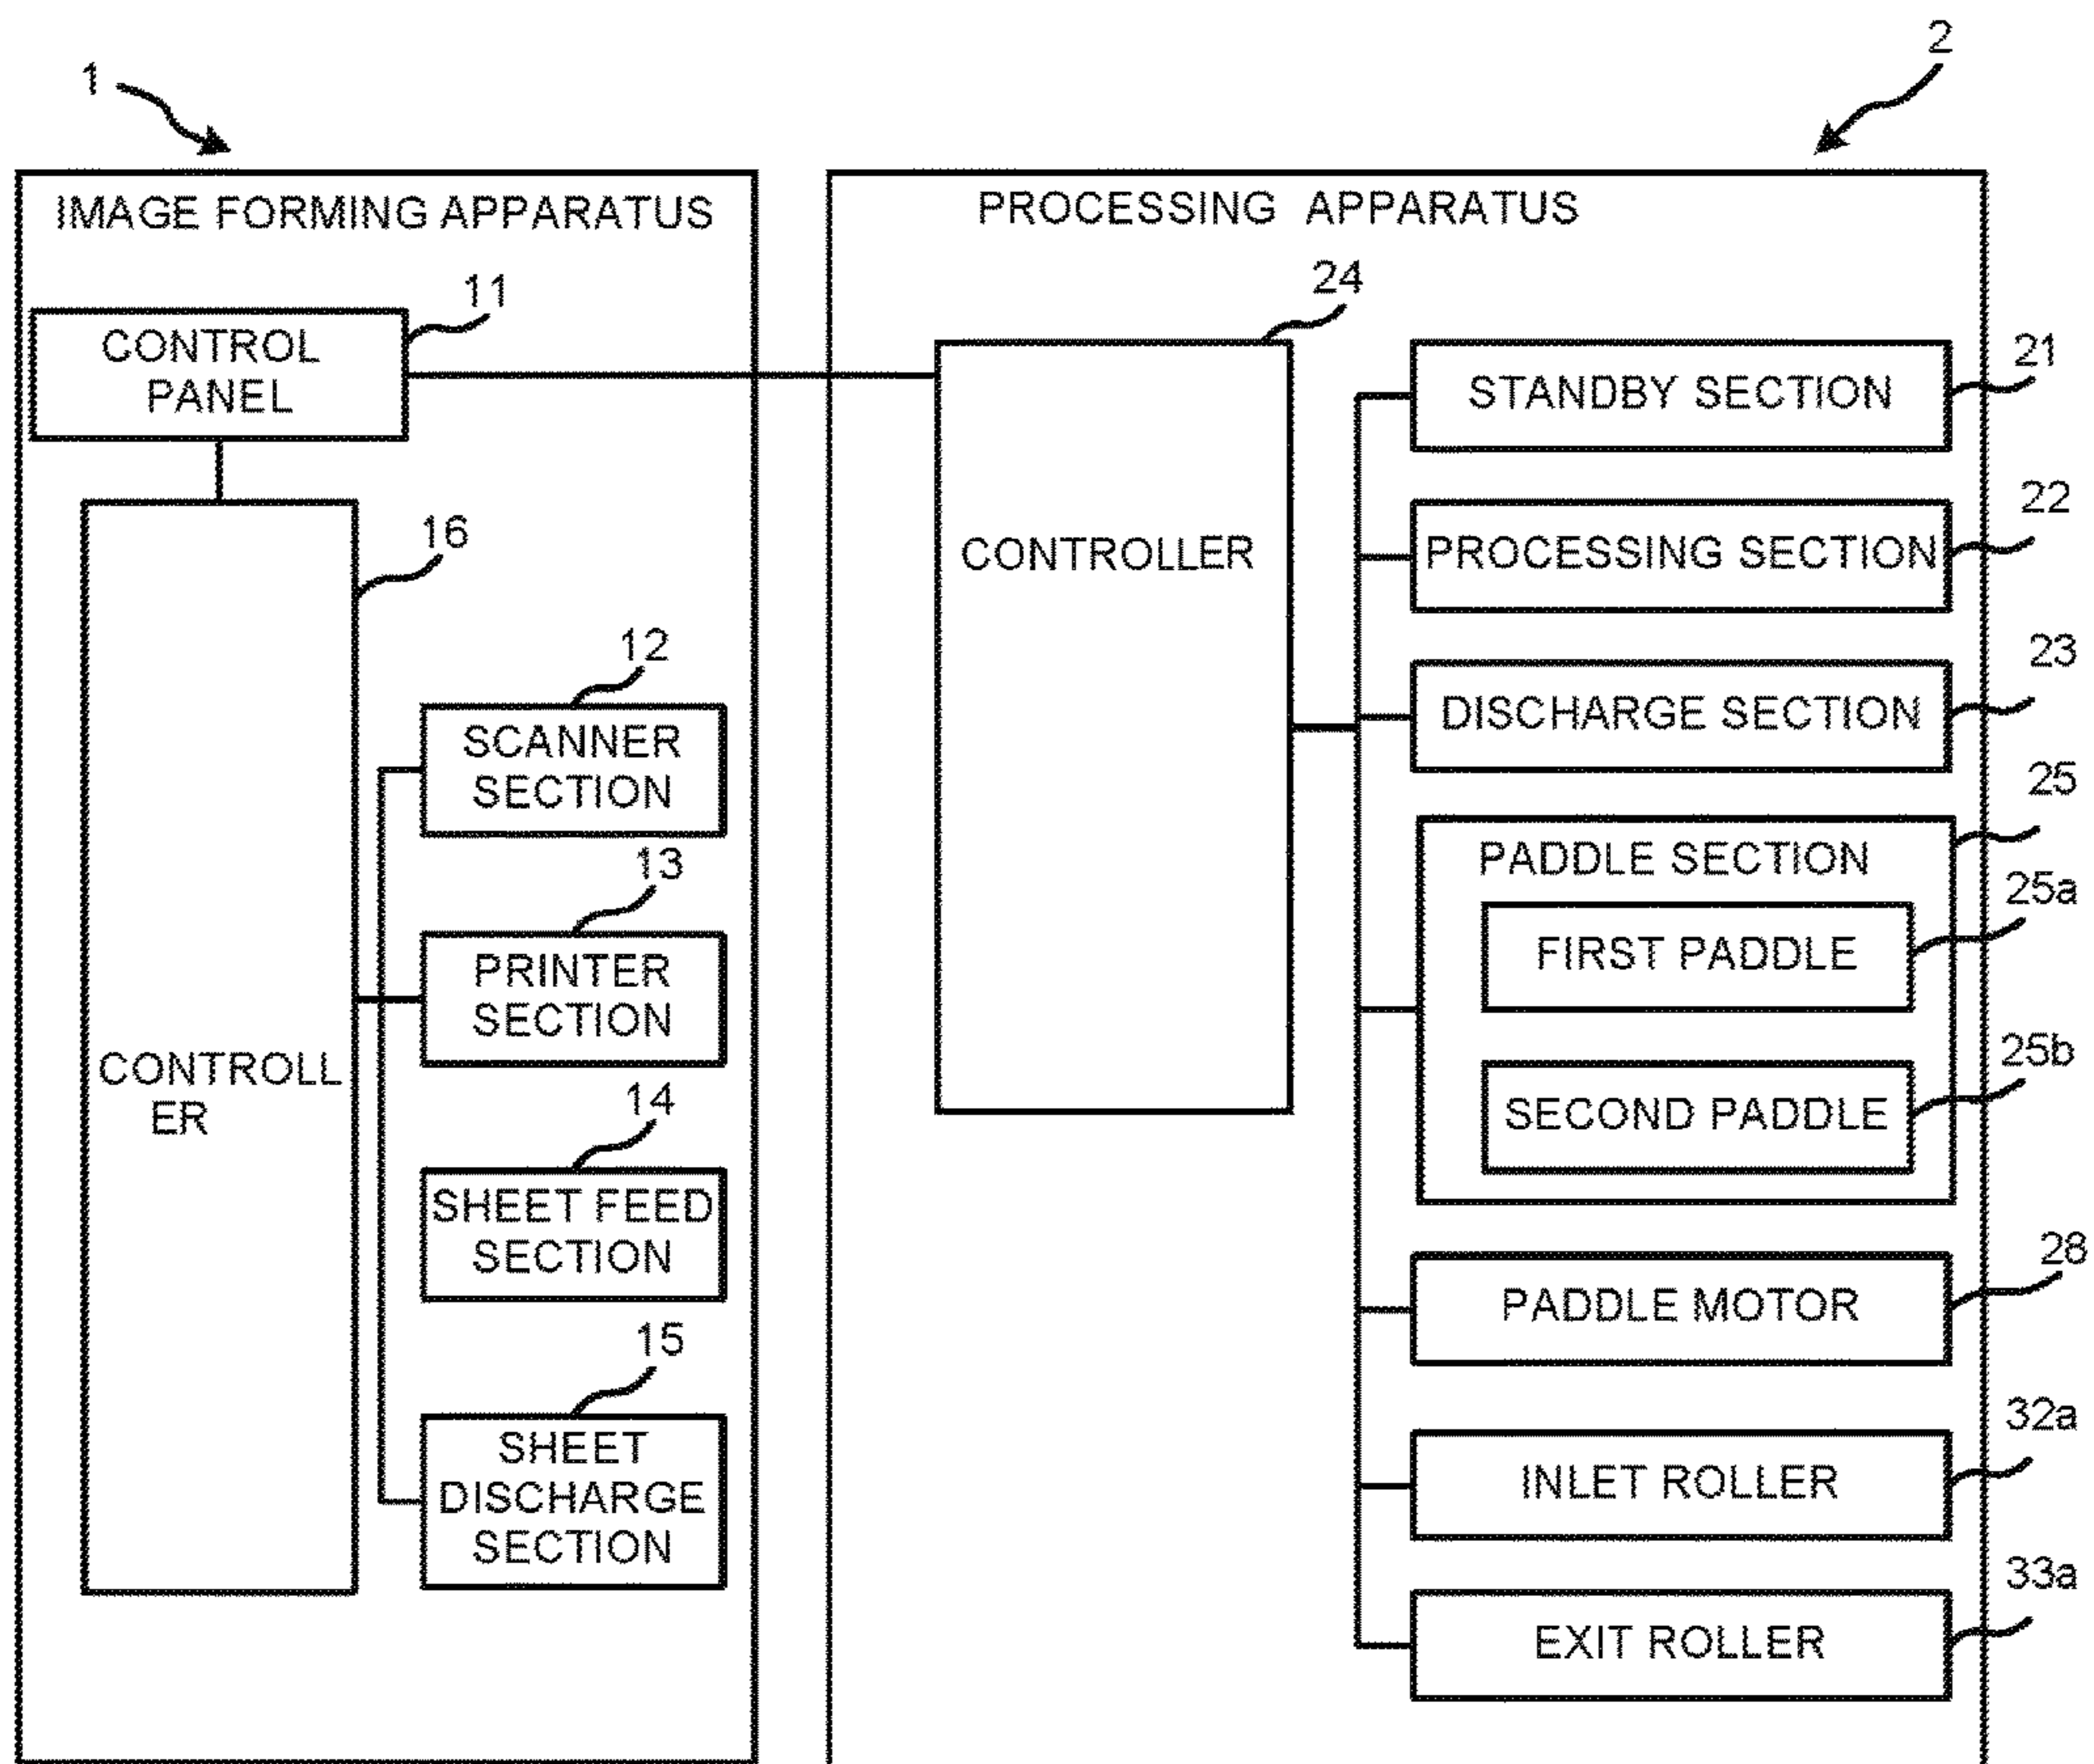 1
2
IMAGE FORMING APPARATUS
11
CONTROL
PANEL
16
CONTROLL
ER
12
SCANNER
SECTION
13
PRINTER
SECTION
14
SHEET FEED
SECTION
15
SHEET
DISCHARGE
SECTION
PROCESSING APPARATUS
24
CONTROLLER
21
STANDBY SECTION
22
PROCESSING SECTION
23
DISCHARGE SECTION
25
PADDLE SECTION
25a
FIRST PADDLE
25b
SECOND PADDLE
28
PADDLE MOTOR
32a
INLET ROLLER
33a
EXIT ROLLER